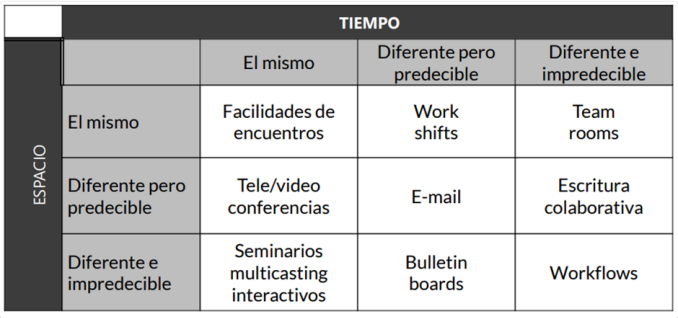 TIEMPO
El mismo
Diferente pero
predecible
Diferente e
impredecible
ESPACIO
El mismo
Facilidades de
encuentros
Work
shifts
Team
rooms
Diferente pero
predecible
Tele/video
conferencias
E-mail
Escritura
colaborativa
Diferente e
impredecible
Seminarios
multicasting
interactivos
Bulletin
boards
Workflows